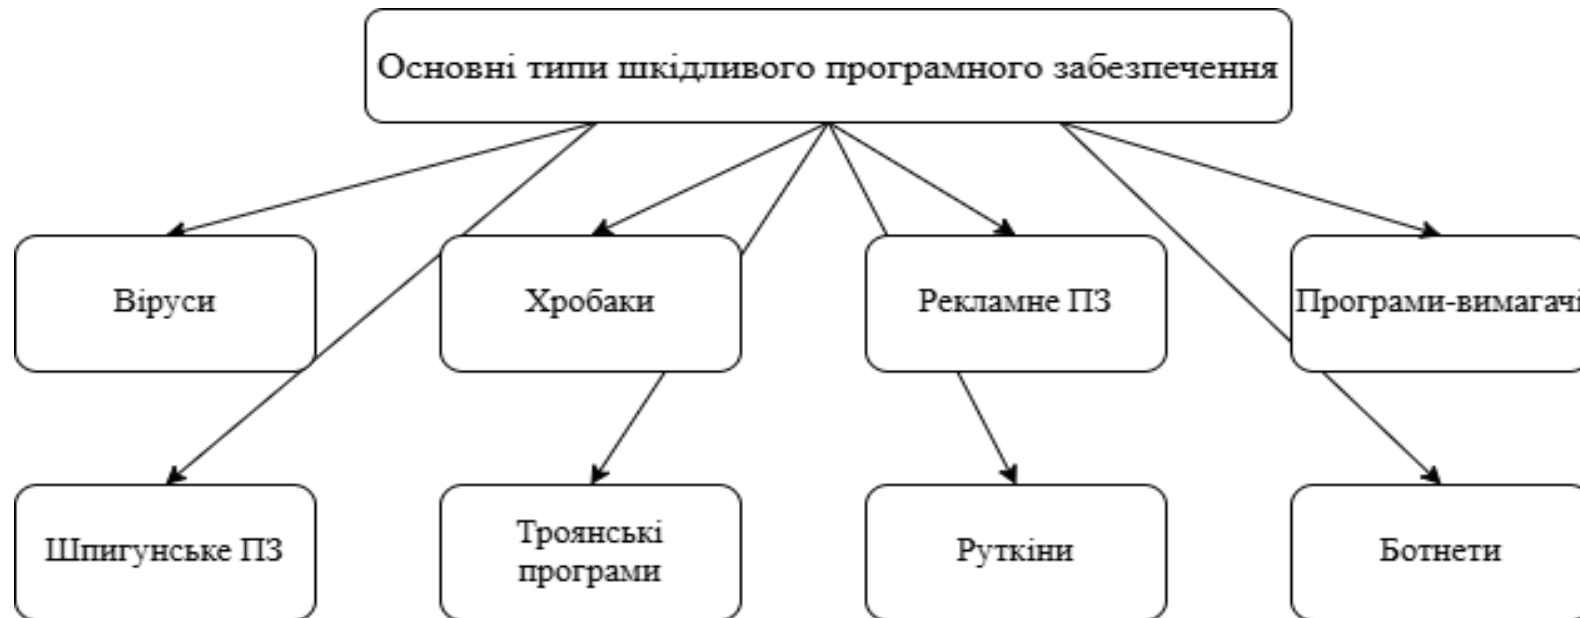 Основні типи шкідливого програмного забезпечення
Віруси
Хробаки
Рекламне ПЗ
Програми-вимагачі
Шпигунське ПЗ
Троянські
програми
Руткіни
Ботнети